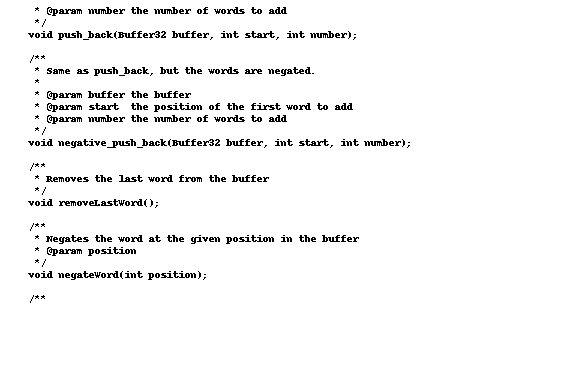 * @param number the number of words to add
*/
void push_back(Buffer32 buffer, int start, int number);
/**
* Same as push_back, but the words are negated.
*
* @param buffer the buffer
* @param start  the position of the first word to add
* @param number the number of words to add
*/
void negative_push_back(Buffer32 buffer, int start, int number);
/**
* Removes the last word from the buffer
*/
void removeLastWord();
/**
* Negates the word at the given position in the buffer
* @param position
*/
void negateWord(int position);
/**